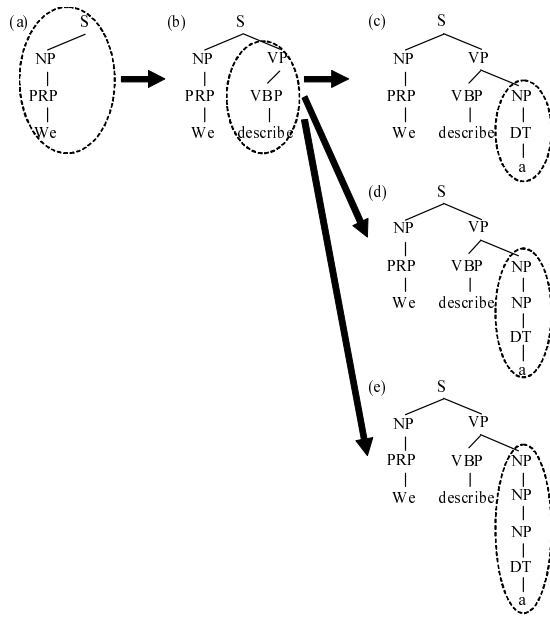 (a) S
NP
PRP
We
(b) S
NP VP
PRP VBP
We describe
(c) S
NP VP
PRP VBP NP
We describe DT
a
(d) S
NP VP
PRP VBP NP
We describe NP
DT
a
(e) S
NP VP
PRP VBP NP
We describe NP
NP
DT
a